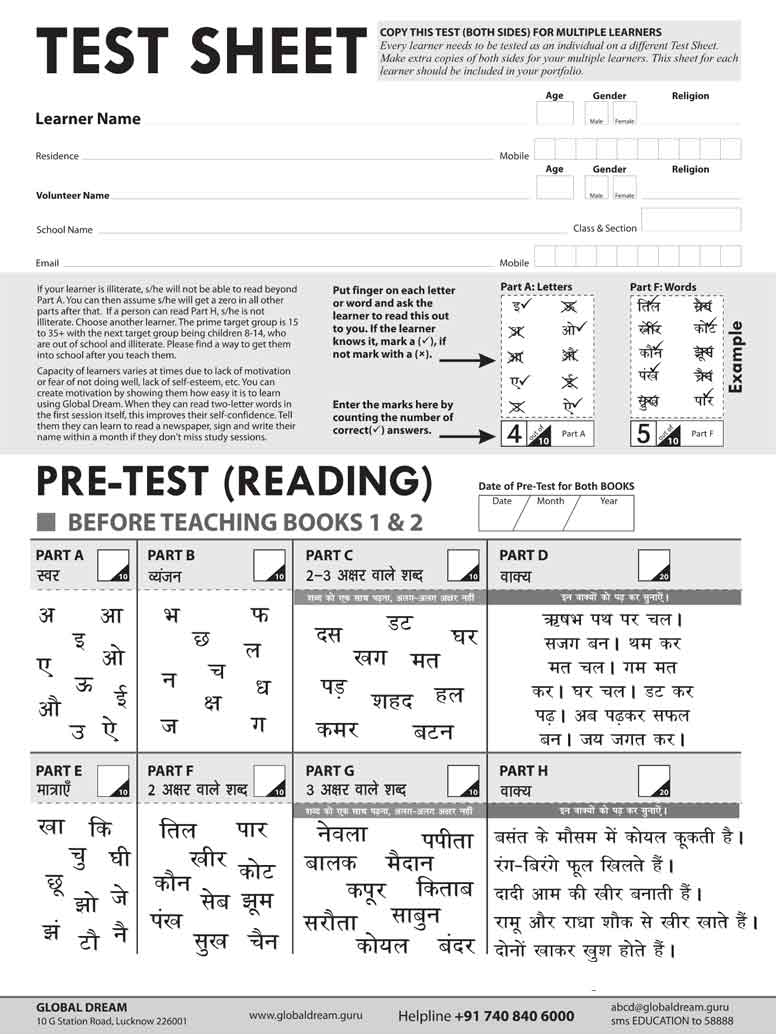 TEST SHEET
COPY THIS TEST (BOTH SIDES) FOR MULTIPLE LEARNERS
Every learner needs to be tested as an individual on a different Test Sheet.
Make extra copies of both sides for your multiple learners. This sheet for each
learner should be included in your portfolio.
Age Gender Religion
Learner Name
Male Female
Residence Mobile
Age Gender Religion
Volunteer Name
Male Female
School Name Class & Section
Email Mobile
If your learner is illiterate, s/he will not be able to read beyond
Part A. You can then assume s/he will get a zero in all other
parts after that. If a person can read Part H, s/he is not
illiterate. Choose another learner. The prime target group is 15
to 35+ with the next target group being children 8-14, who
are out of school and illiterate. Please find a way to get them
into school after you teach them.
Capacity of learners varies at times due to lack of motivation
or fear of not doing well, lack of self-esteem, etc. You can
create motivation by showing them how easy it is to learn
using Global Dream. When they can read two-letter words in
the first session itself, this improves their self-confidence. Tell
them they can learn to read a newspaper, sign and write their
name within a month if they don't miss study sessions.
Put finger on each letter
or word and ask the
learner to read this out
to you. If the learner
knows it, mark a (✓), if
not mark with a (×).
Enter the marks here by
counting the number of
correct(✓) answers.
Part A: Letters
इ✓
ओ✓
ए✓
ऐ✓
4 out of 10 Part A
Part F: Words
तिल
खीर कोट
कौन झूम
पंख चैन
सुख पार
5 out of 10 Part F
Example
PRE-TEST (READING)
BEFORE TEACHING BOOKS 1 & 2
Date of Pre-Test for Both BOOKS
Date Month Year
PART A
स्वर
10
अ आ
इ
ए ओ
ऊ ई
औ
उ ऐ
PART B
व्यंजन
10
भ फ
छ
ल
न च
ध
क्ष
ज ग
PART C
2-3 अक्षर वाले शब्द
10
शब्द को एक साथ पढ़ना, अलग-अलग अक्षर नहीं
दस डट घर
खग मत
पड़ शहद हल
कमर बटन
PART D
वाक्य
20
इन वाक्यों को पढ़ कर सुनाएँ।
ऋषभ पथ पर चल।
सजग बन। थम कर
मत चल। गम मत
कर। घर चल। डट कर
पढ़। अब पढ़कर सफल
बन। जय जगत कर।
PART E
मात्राएँ
10
खा कि
चु घी
छू झो जे
झं टौ नै
PART F
2 अक्षर वाले शब्द
10
तिल पार
खीर कोट
कौन सेब झूम
पंख
सुख चैन
PART G
3 अक्षर वाले शब्द
10
शब्द को एक साथ पढ़ना, अलग-अलग अक्षर नहीं
नेवला पपीता
बालक मैदान
कपूर किताब
सरौता साबुन
कोयल बंदर
PART H
वाक्य
20
इन वाक्यों को पढ़ कर सुनाएँ।
बसंत के मौसम में कोयल कूकती है।
रंग-बिरंगे फूल खिलते हैं।
दादी आम की खीर बनाती हैं।
रामू और राधा शौक से खीर खाते हैं।
दोनों खाकर खुश होते हैं।
GLOBAL DREAM
10 G Station Road, Lucknow 226001
www.globaldream.guru
Helpline +91 740 840 6000
abcd@globaldream.guru
sms EDUCATION to 58888